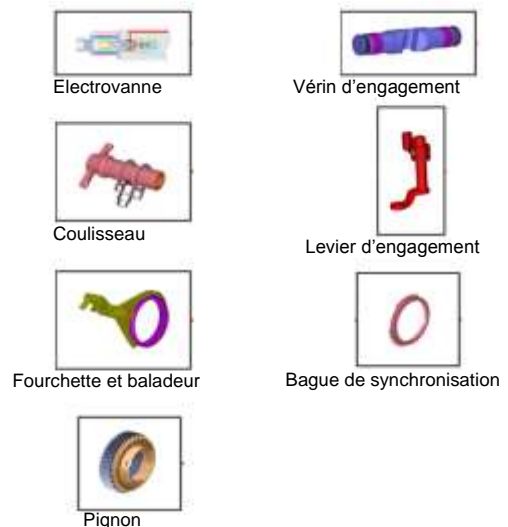 Electrovanne
Vérin d'engagement
Coulisseau
Levier d'engagement
Fourchette et baladeur
Bague de synchronisation
Pignon